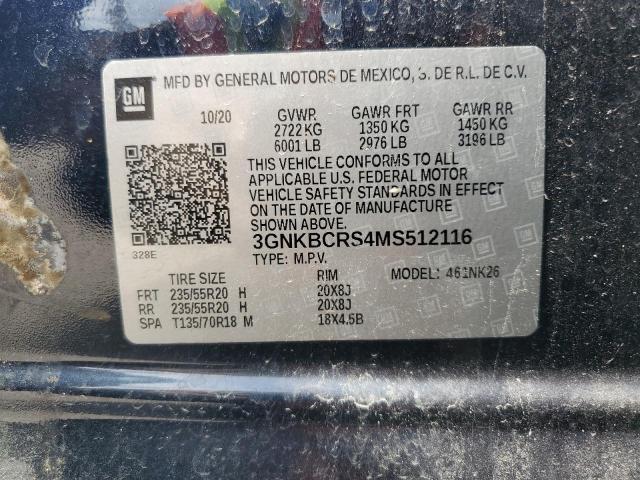 GM
MFD BY GENERAL MOTORS DE MEXICO, S. DE R.L. DE C.V.
10/20 GVWR GAWR FRT GAWR RR
2722 KG 1350 KG 1450 KG
6001 LB 2976 LB 3196 LB
THIS VEHICLE CONFORMS TO ALL
APPLICABLE U.S. FEDERAL MOTOR
VEHICLE SAFETY STANDARDS IN EFFECT
ON THE DATE OF MANUFACTURE
SHOWN ABOVE.
328E 3GNKBCRS4MS512116
TYPE: M.P.V. MODEL: 461NK26
TIRE SIZE RIM
FRT 235/55R20 H 20X8J
RR 235/55R20 H 20X8J
SPA T135/70R18 M 18X4.5B